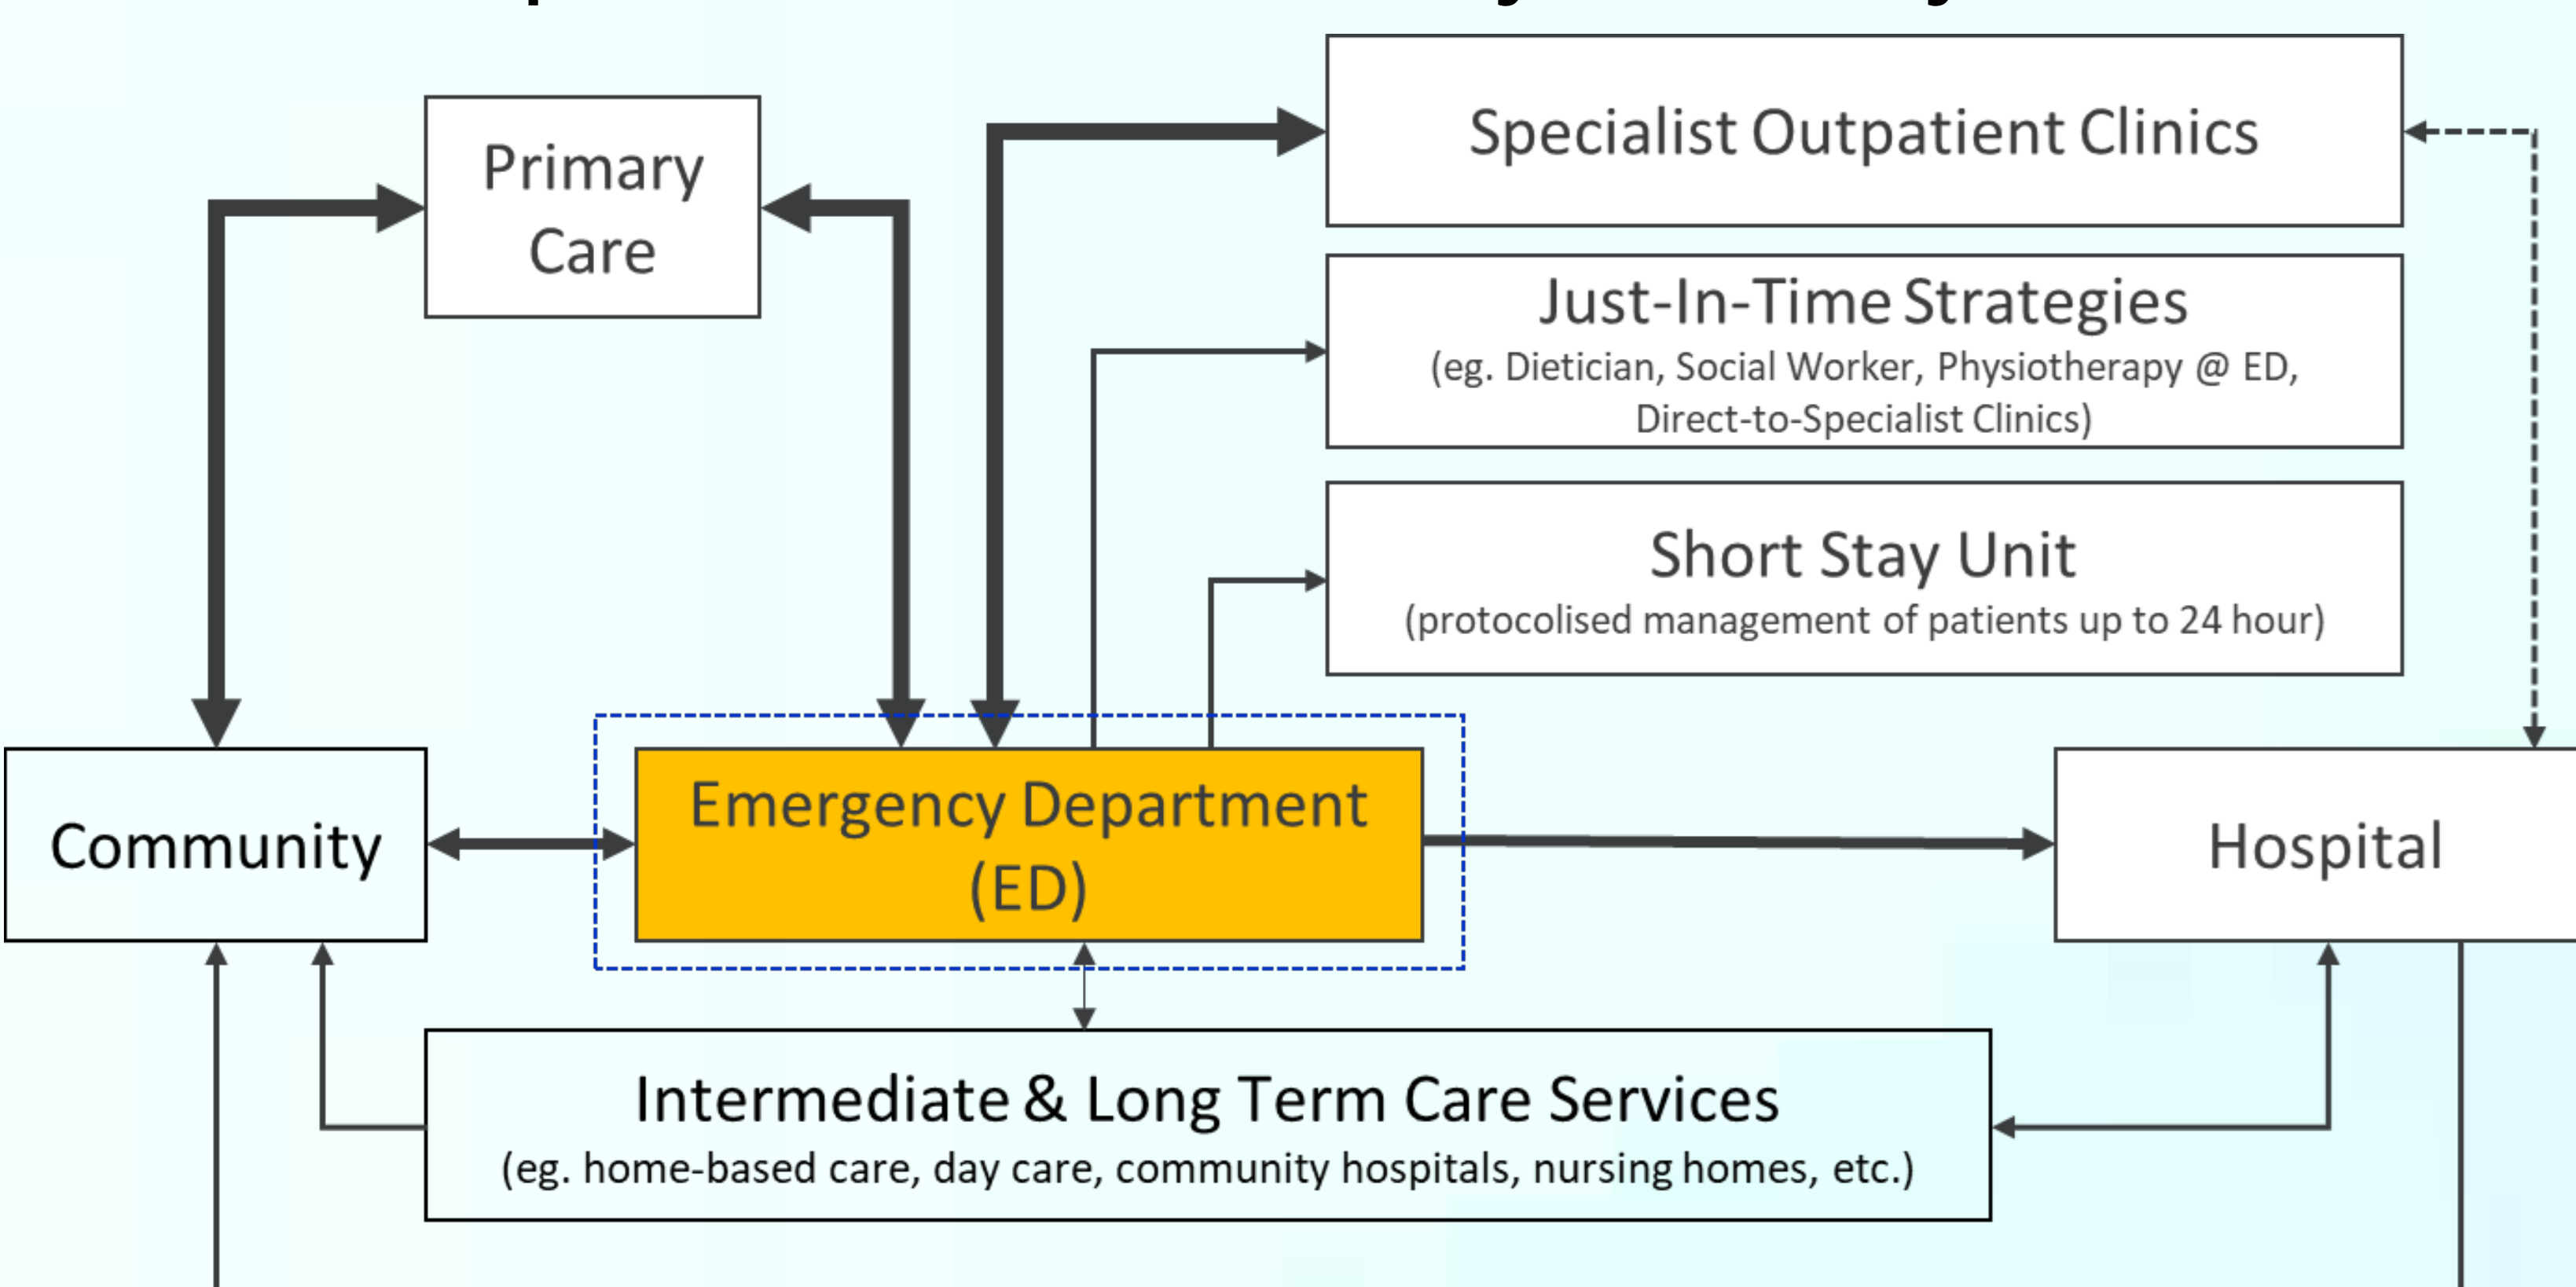 Specialist Outpatient Clinics
Primary
Care
Just-In-Time Strategies
(eg. Dietician, Social Worker, Physiotherapy @ ED,
Direct-to-Specialist Clinics)
Short Stay Unit
(protocolised management of patients up to 24 hour)
Community
Emergency Department
(ED)
Hospital
Intermediate & Long Term Care Services
(eg. home-based care, day care, community hospitals, nursing homes, etc.)